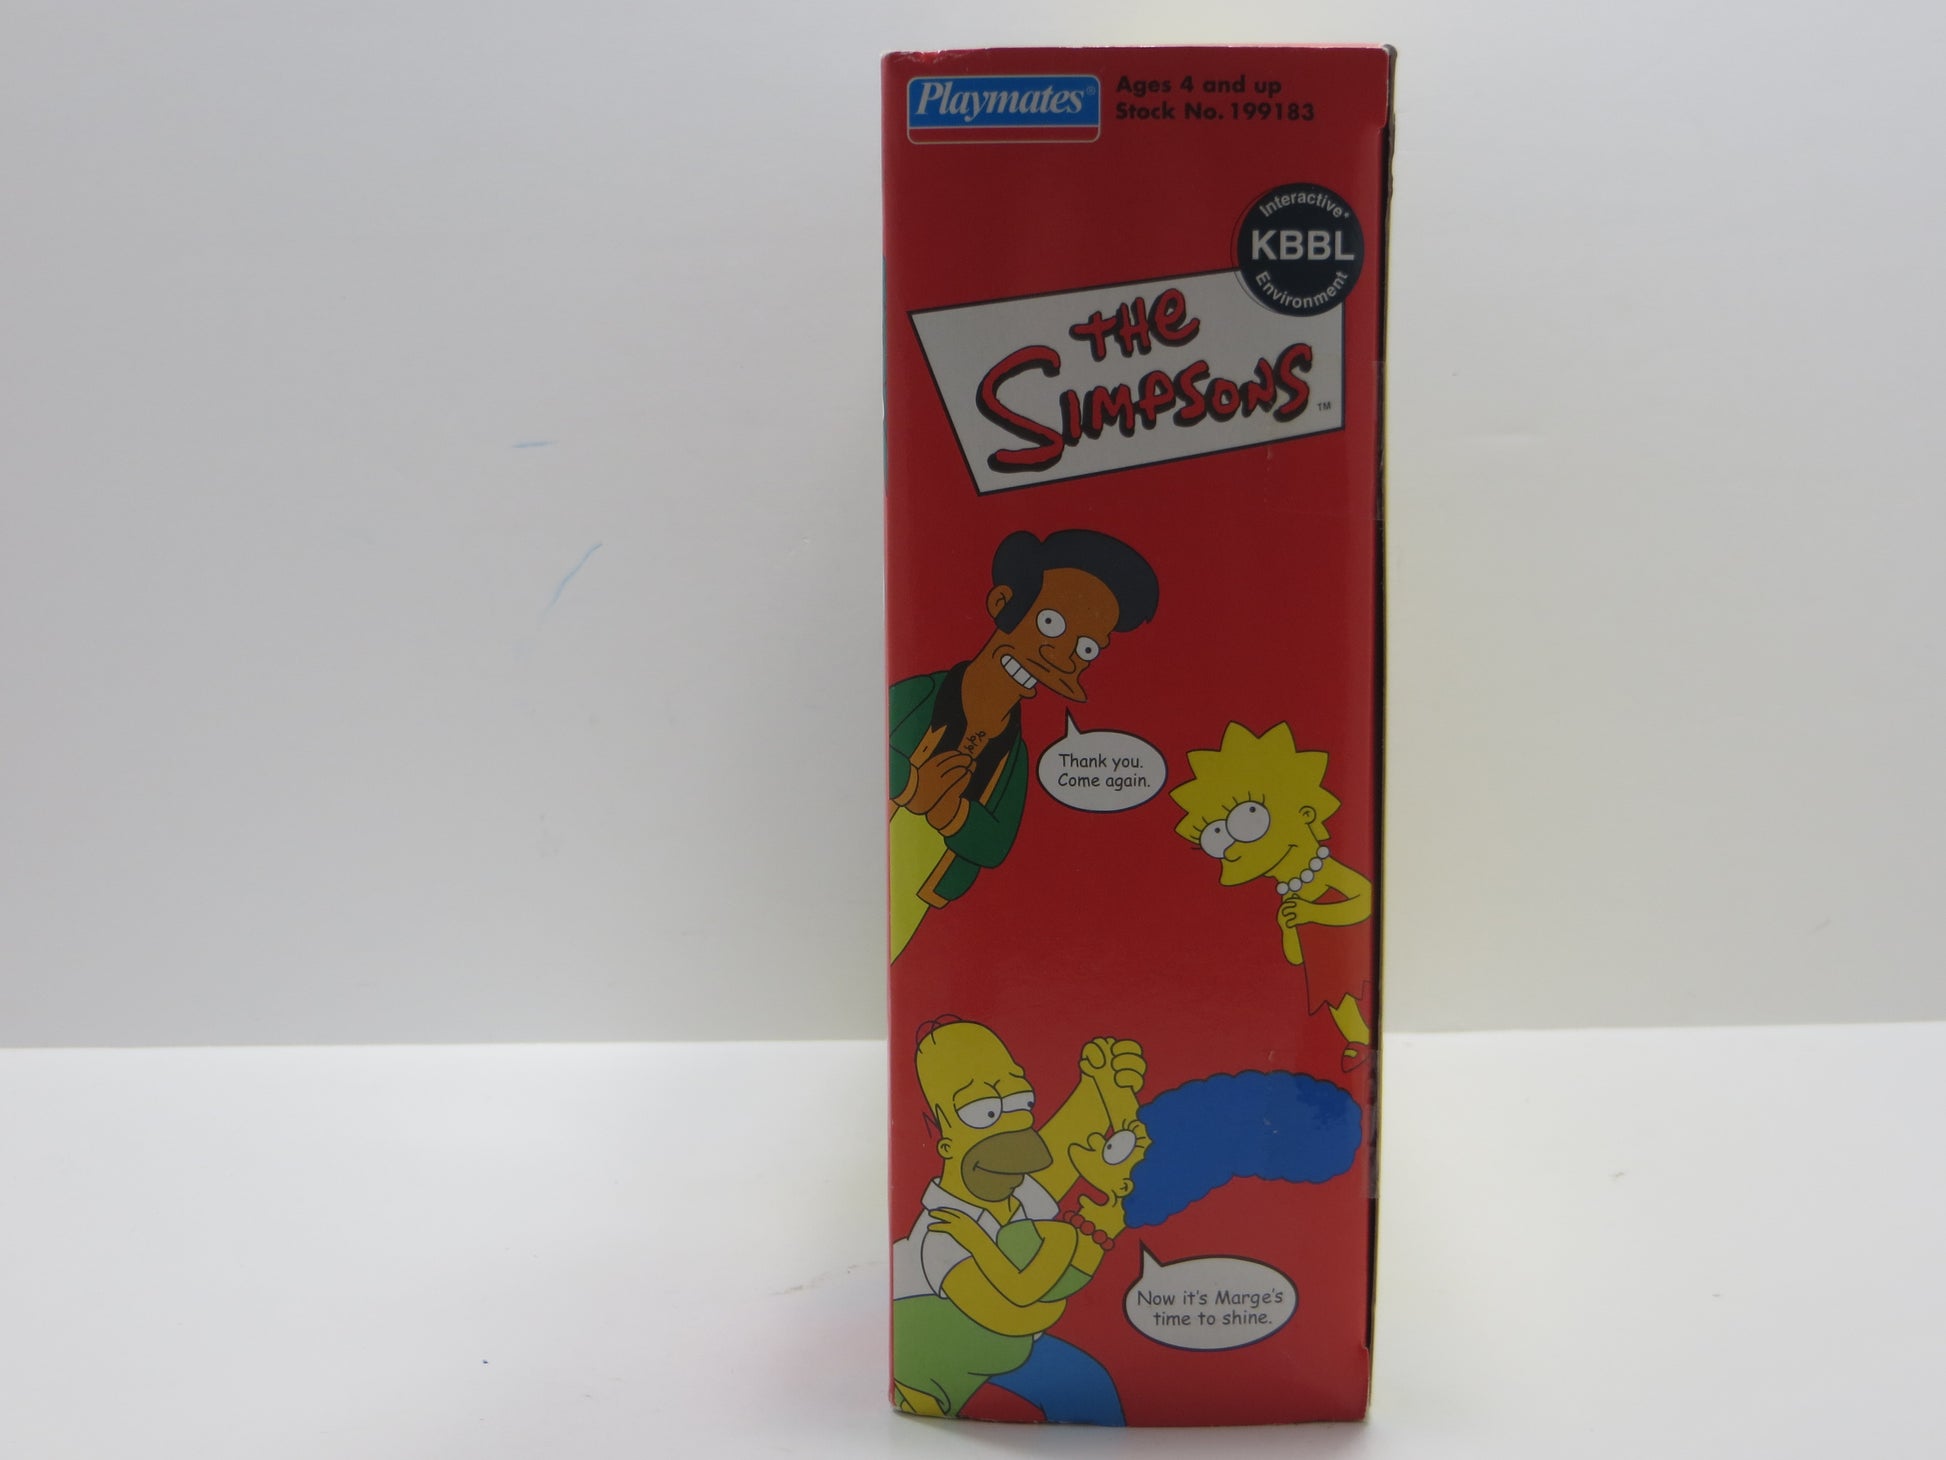 Playmates®
Ages 4 and up
Stock No. 199183
Interactive
KBBL
Environment
THE
SIMPSONS
TM
Thank you.
Come again.
Now it's Marge's
time to shine.